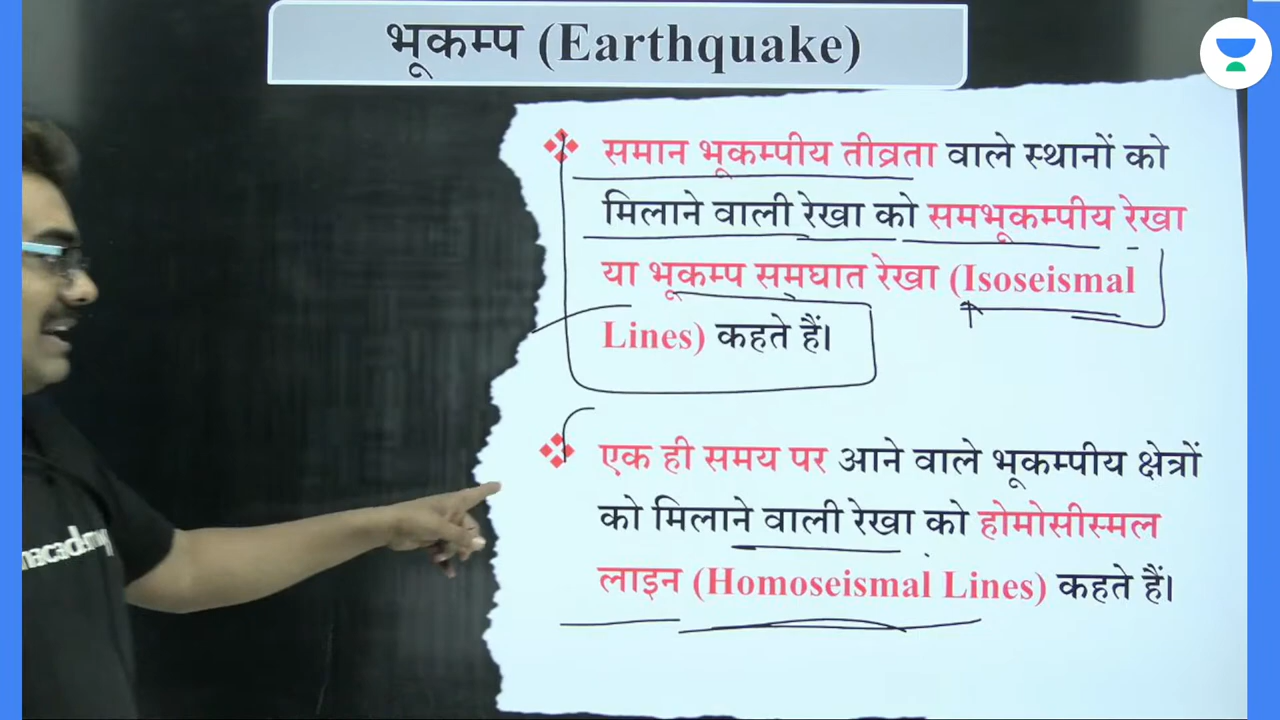 भूकम्प (Earthquake)
समान भूकम्पीय तीव्रता वाले स्थानों को
मिलाने वाली रेखा को समभूकम्पीय रेखा
या भूकम्प समघात रेखा (Isoseismal
Lines) कहते हैं।
एक ही समय पर आने वाले भूकम्पीय क्षेत्रों
को मिलाने वाली रेखा को होमोसीस्मल
लाइन (Homoseismal Lines) कहते हैं।
nacademy